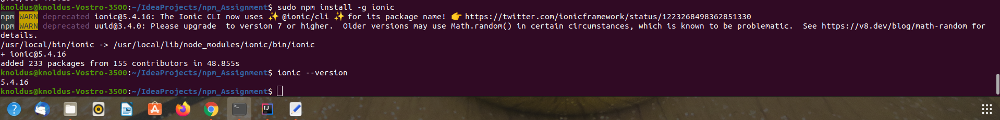 knoldus@knoldus-Vostro-3500:~/IdeaProjects/npm_Assignment$ sudo npm install -g ionic
npm WARN deprecated ionic@5.4.16: The Ionic CLI now uses ✨ @ionic/cli ✨ for its package name! 👉 https://twitter.com/ionicframework/status/1223268498362851330
npm WARN deprecated uuid@3.4.0: Please upgrade  to version 7 or higher.  Older versions may use Math.random() in certain circumstances, which is known to be problematic.  See https://v8.dev/blog/math-random for
details.
/usr/local/bin/ionic -> /usr/local/lib/node_modules/ionic/bin/ionic
+ ionic@5.4.16
added 233 packages from 155 contributors in 48.855s
knoldus@knoldus-Vostro-3500:~/IdeaProjects/npm_Assignment$ ionic --version
5.4.16
knoldus@knoldus-Vostro-3500:~/IdeaProjects/npm_Assignment$